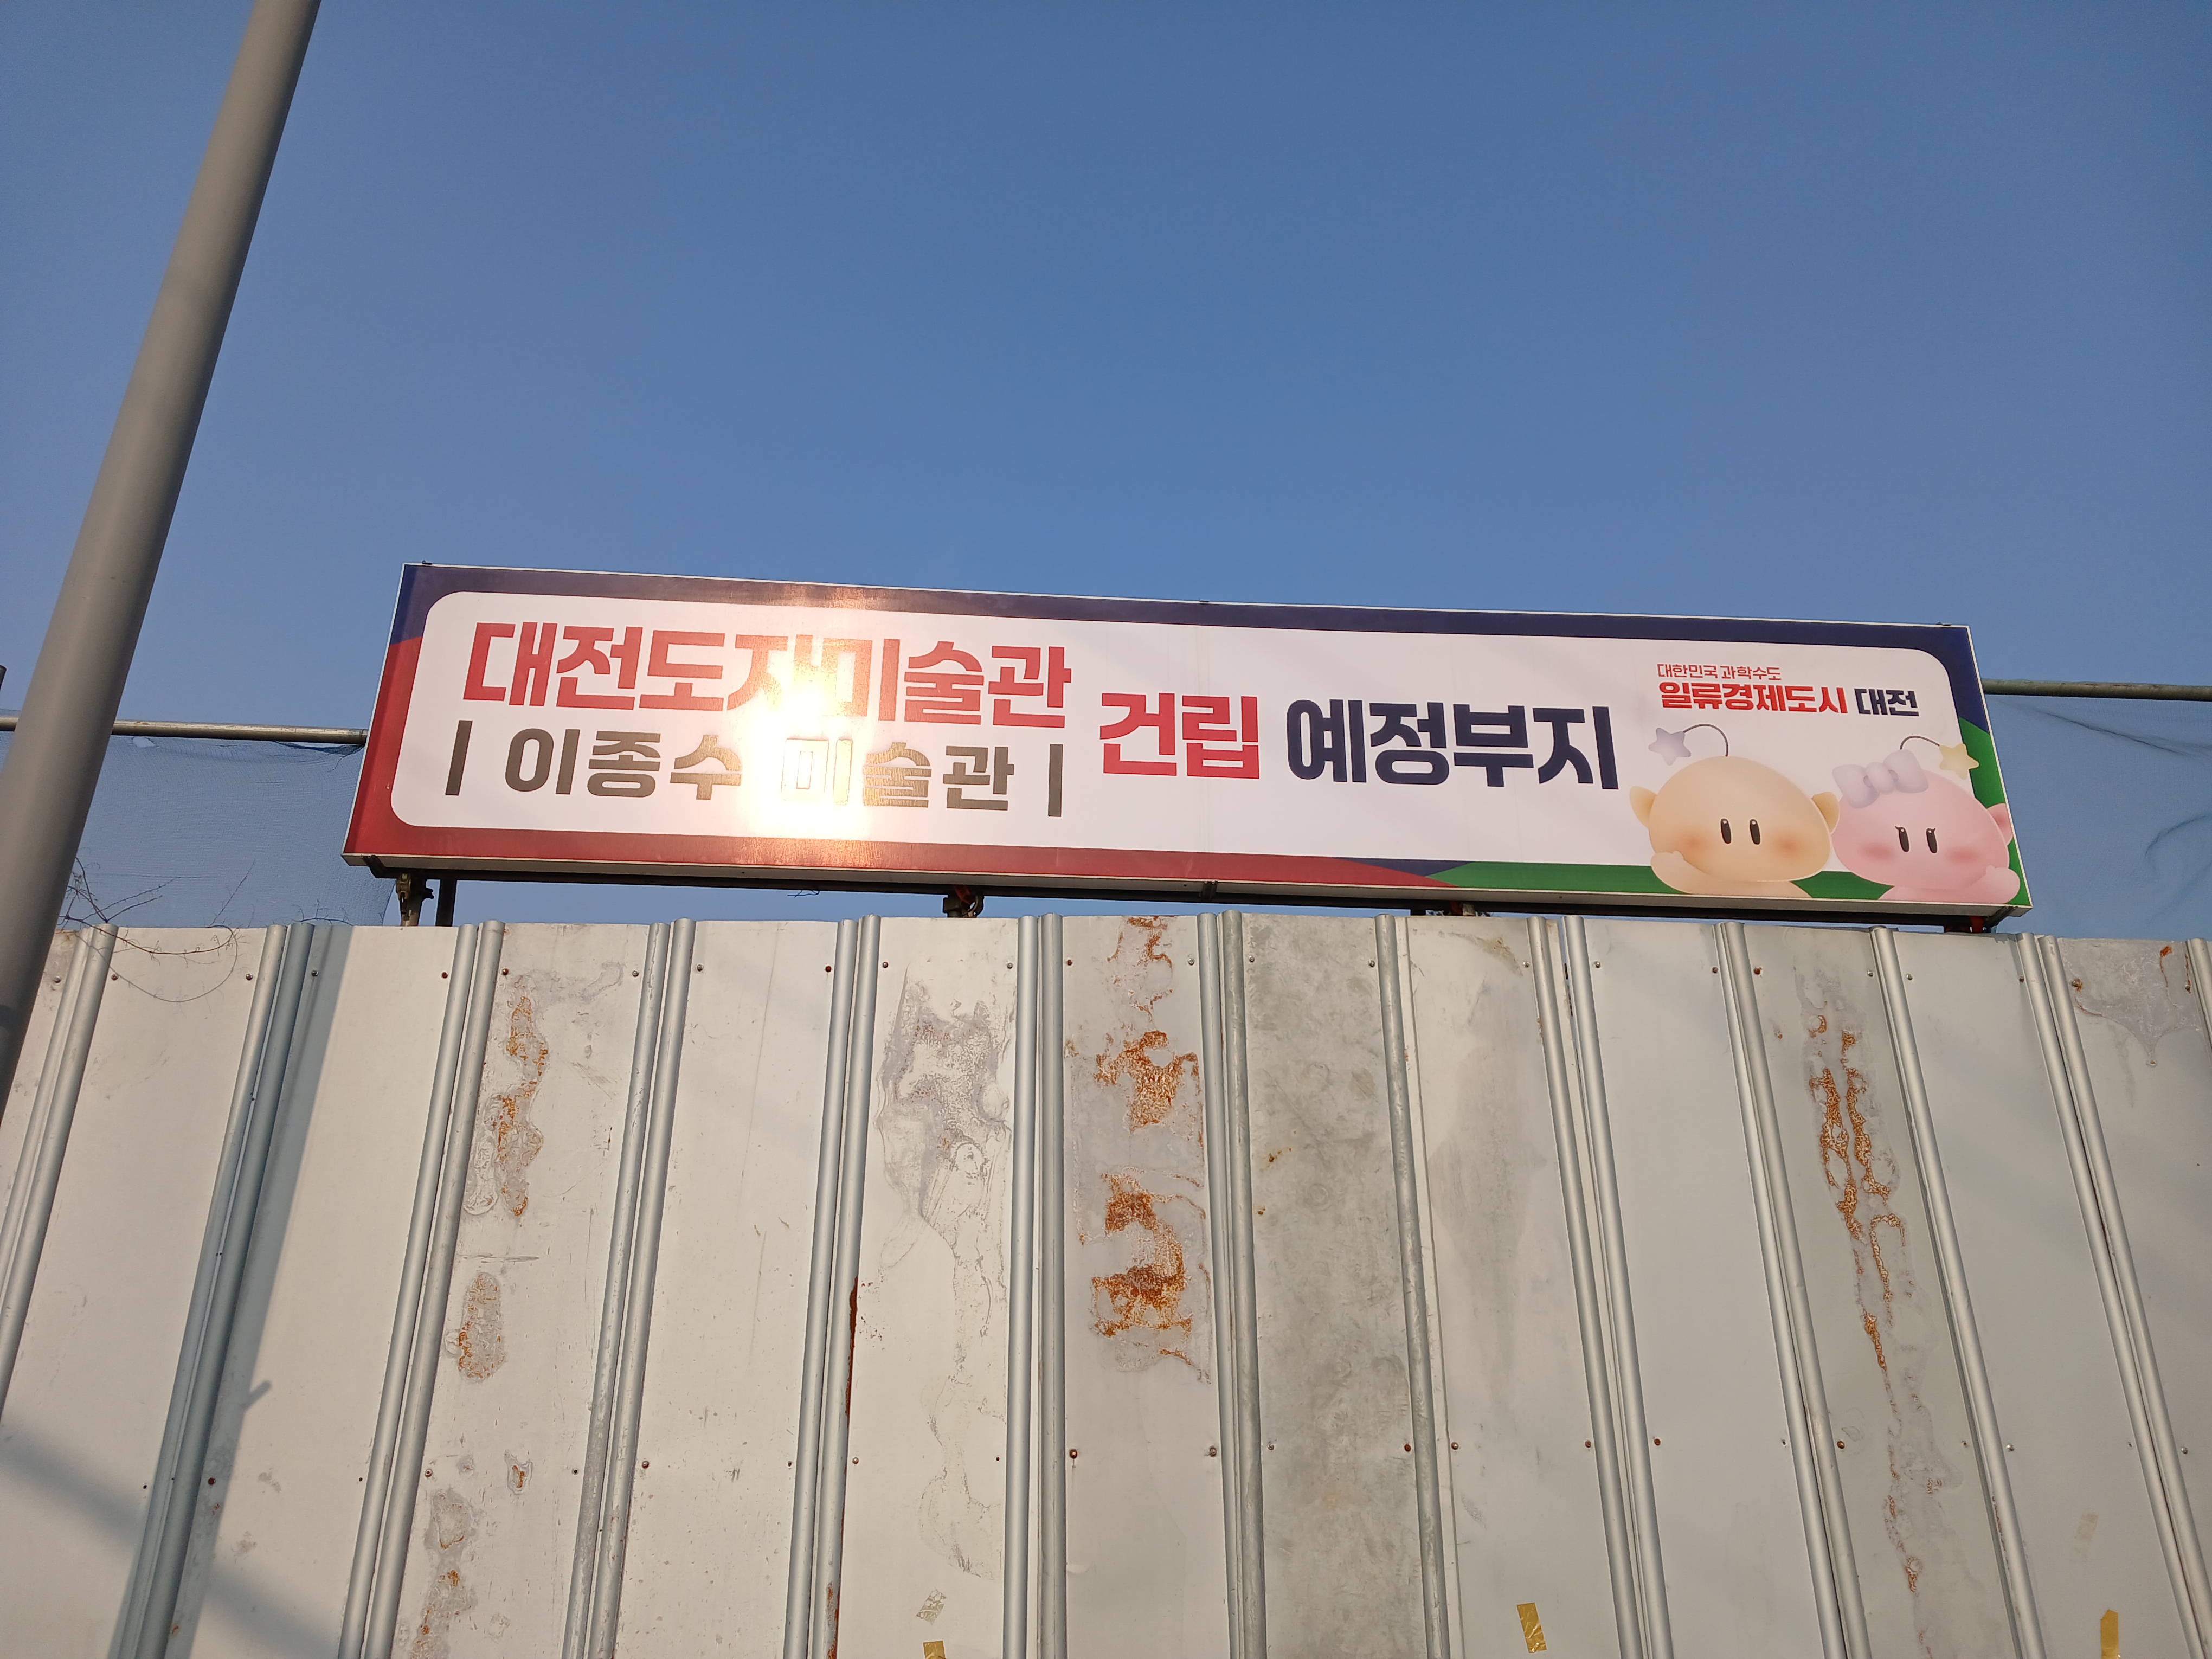 대전도자미술관
| 이종수 미술관 |
건립 예정부지
대한민국 과학수도
일류경제도시 대전